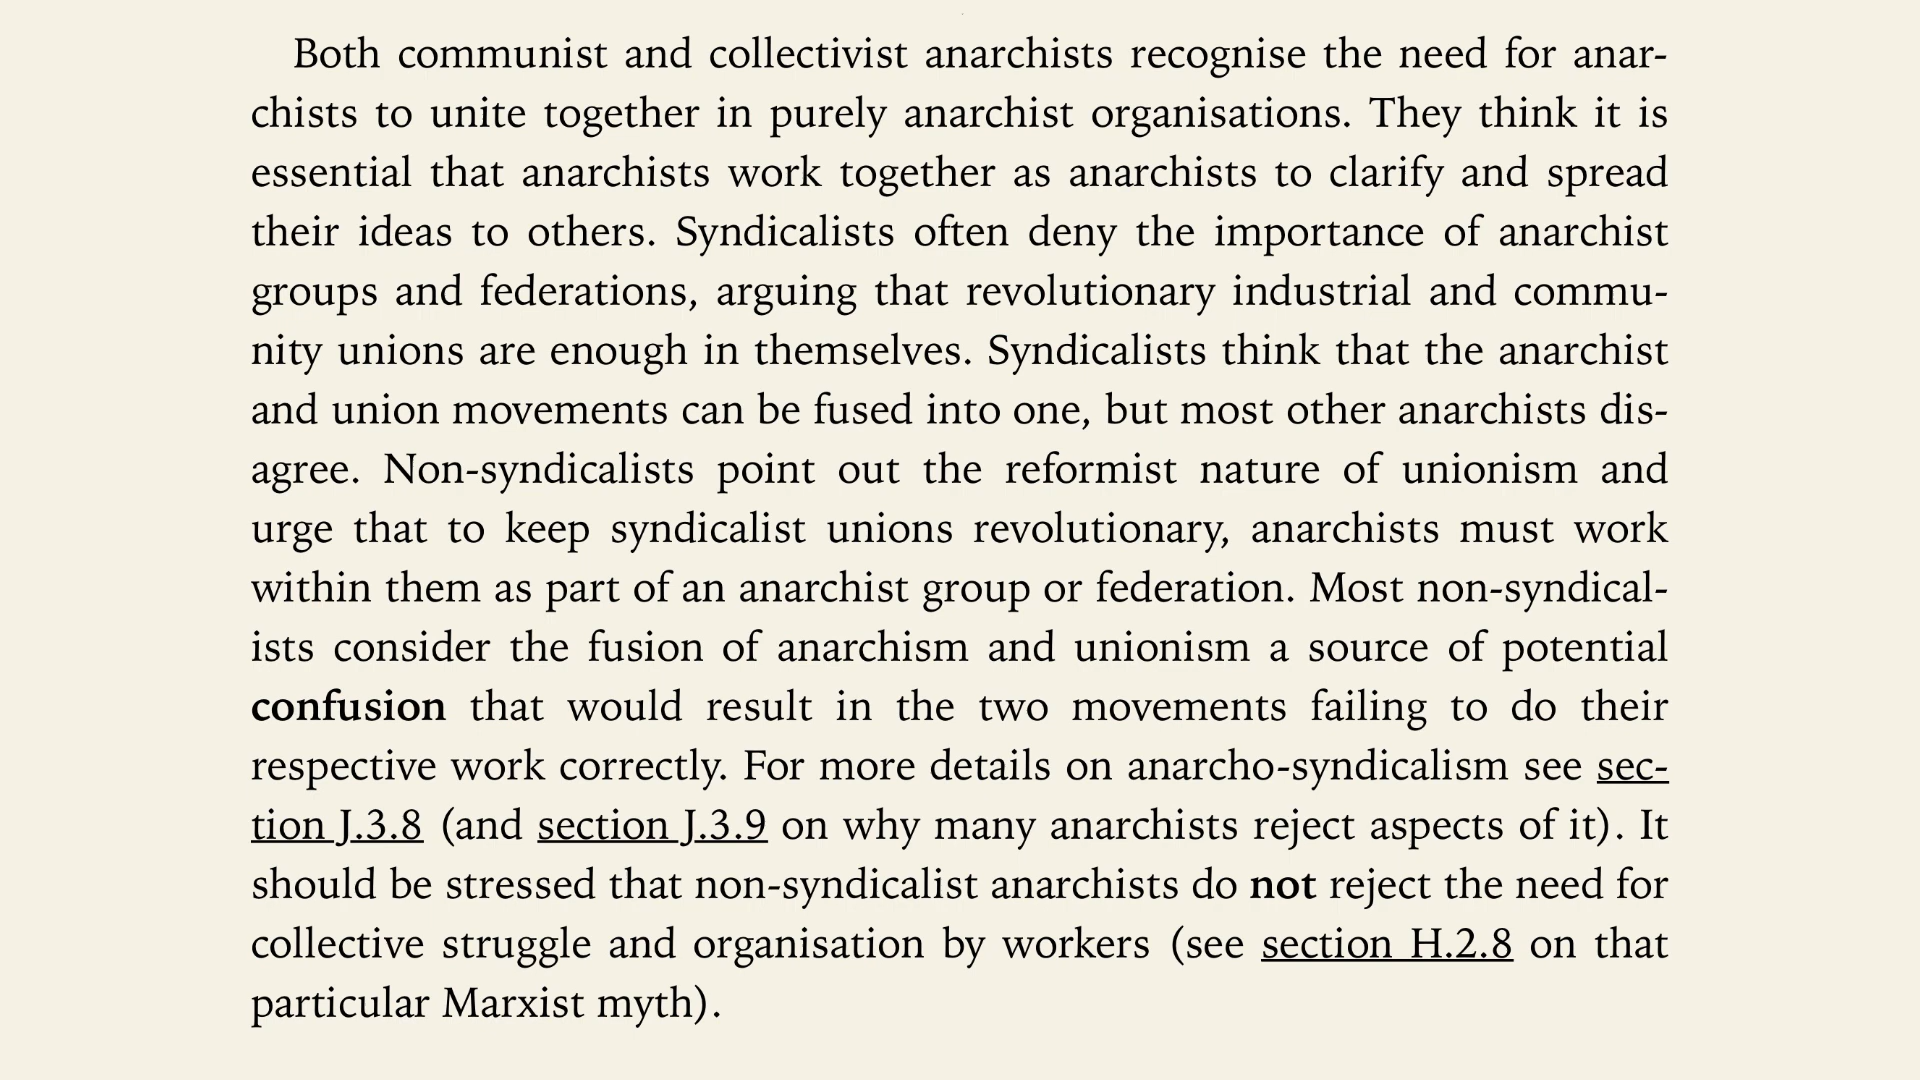 Both communist and collectivist anarchists recognise the need for anar-
chists to unite together in purely anarchist organisations. They think it is
essential that anarchists work together as anarchists to clarify and spread
their ideas to others. Syndicalists often deny the importance of anarchist
groups and federations, arguing that revolutionary industrial and commu-
nity unions are enough in themselves. Syndicalists think that the anarchist
and union movements can be fused into one, but most other anarchists dis-
agree. Non-syndicalists point out the reformist nature of unionism and
urge that to keep syndicalist unions revolutionary, anarchists must work
within them as part of an anarchist group or federation. Most non-syndical-
ists consider the fusion of anarchism and unionism a source of potential
confusion that would result in the two movements failing to do their
respective work correctly. For more details on anarcho-syndicalism see sec-
tion J.3.8 (and section J.3.9 on why many anarchists reject aspects of it). It
should be stressed that non-syndicalist anarchists do not reject the need for
collective struggle and organisation by workers (see section H.2.8 on that
particular Marxist myth).